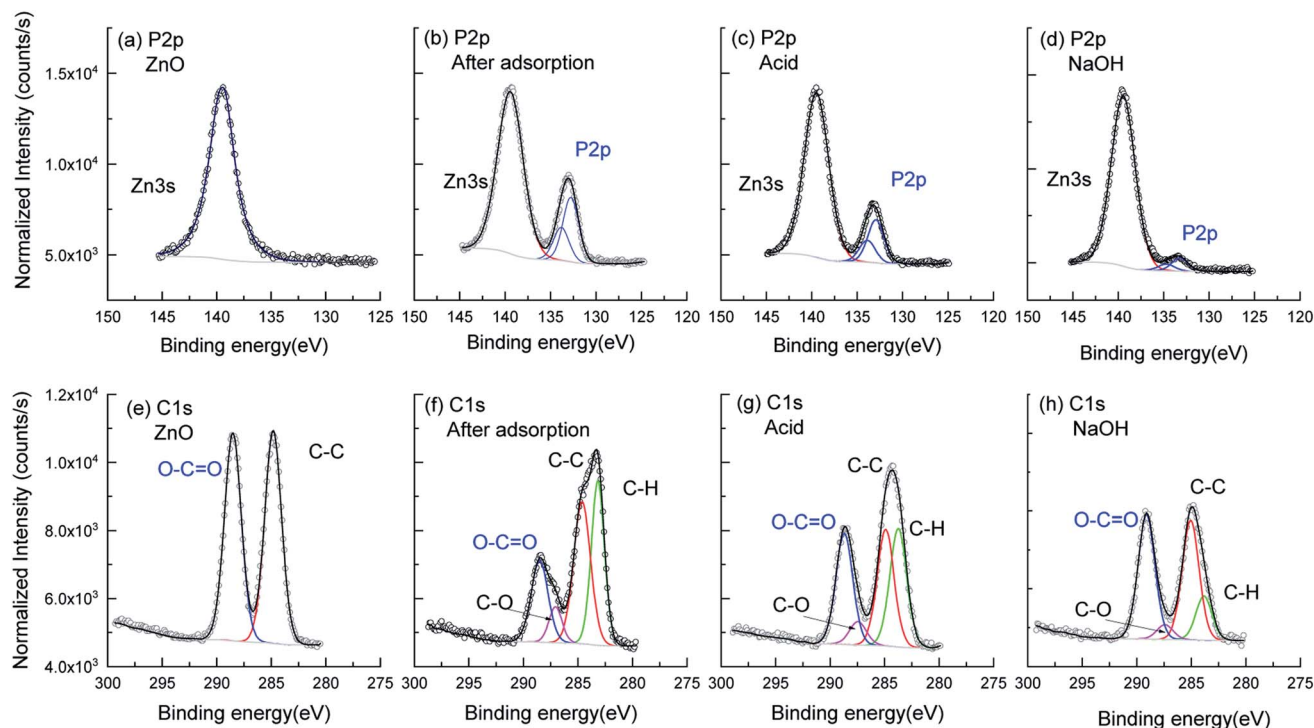 (a) P2p
ZnO
Zn3s
1.5x10⁴
1.0x10⁴
5.0x10³
Normalized Intensity (counts/s)
150 145 140 135 130 125
Binding energy(eV)
(b) P2p
After adsorption
P2p
Zn3s
150 145 140 135 130 125 120
Binding energy(eV)
(c) P2p
Acid
P2p
Zn3s
150 145 140 135 130 125 120
Binding energy(eV)
(d) P2p
NaOH
Zn3s
P2p
150 145 140 135 130 125 120
Binding energy(eV)
1.2x10⁴
1.0x10⁴
8.0x10³
6.0x10³
4.0x10³
Normalized Intensity (counts/s)
(e) C1s
ZnO
O-C=O
C-C
300 295 290 285 280 275
Binding energy(eV)
(f) C1s
After adsorption
C-C
C-H
O-C=O
C-O
300 295 290 285 280 275
Binding energy(eV)
(g) C1s
Acid
C-C
O-C=O
C-H
C-O
300 295 290 285 280 275
Binding energy(eV)
(h) C1s
NaOH
C-C
O-C=O
C-H
C-O
300 295 290 285 280 275
Binding energy(eV)